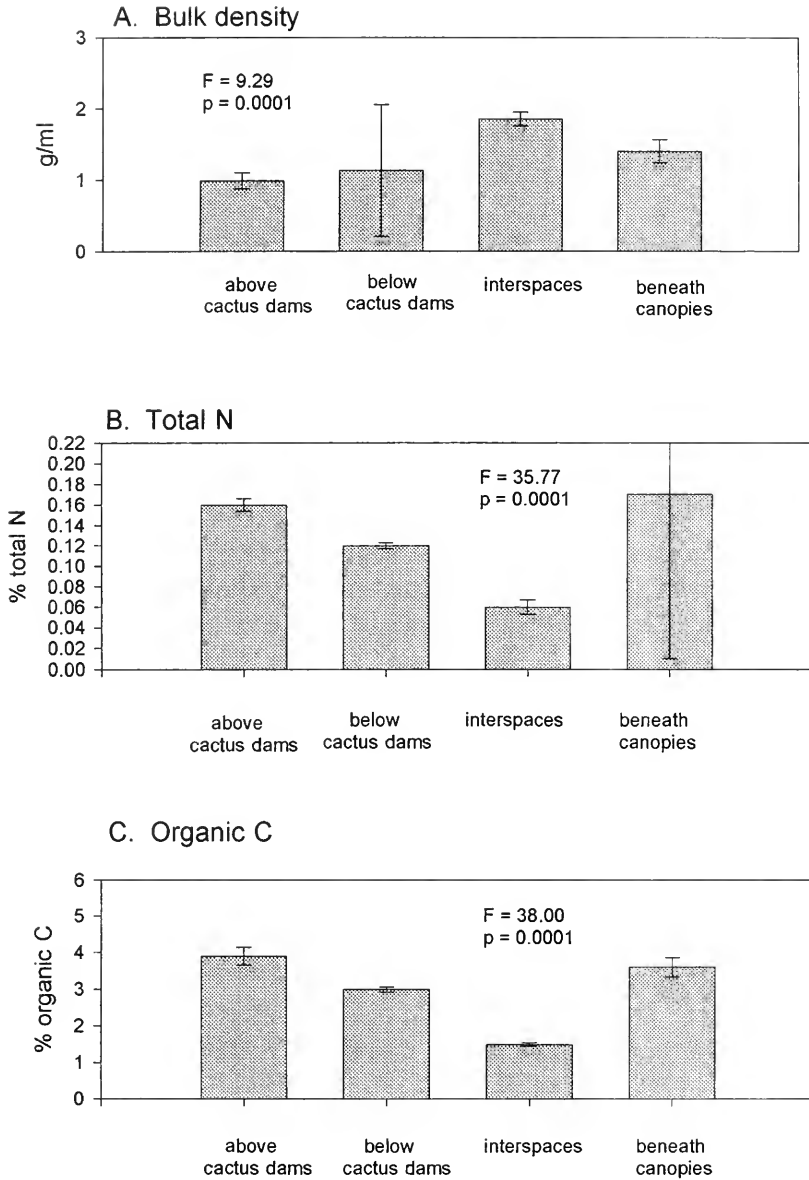 A. Bulk density
3
2
1
0
g/ml
F = 9.29
p = 0.0001
above
cactus dams
below
cactus dams
interspaces
beneath
canopies
B. Total N
0.22
0.20
0.18
0.16
0.14
0.12
0.10
0.08
0.06
0.04
0.02
0.00
% total N
F = 35.77
p = 0.0001
above
cactus dams
below
cactus dams
interspaces
beneath
canopies
C. Organic C
6
5
4
3
2
1
0
% organic C
F = 38.00
p = 0.0001
above
cactus dams
below
cactus dams
interspaces
beneath
canopies